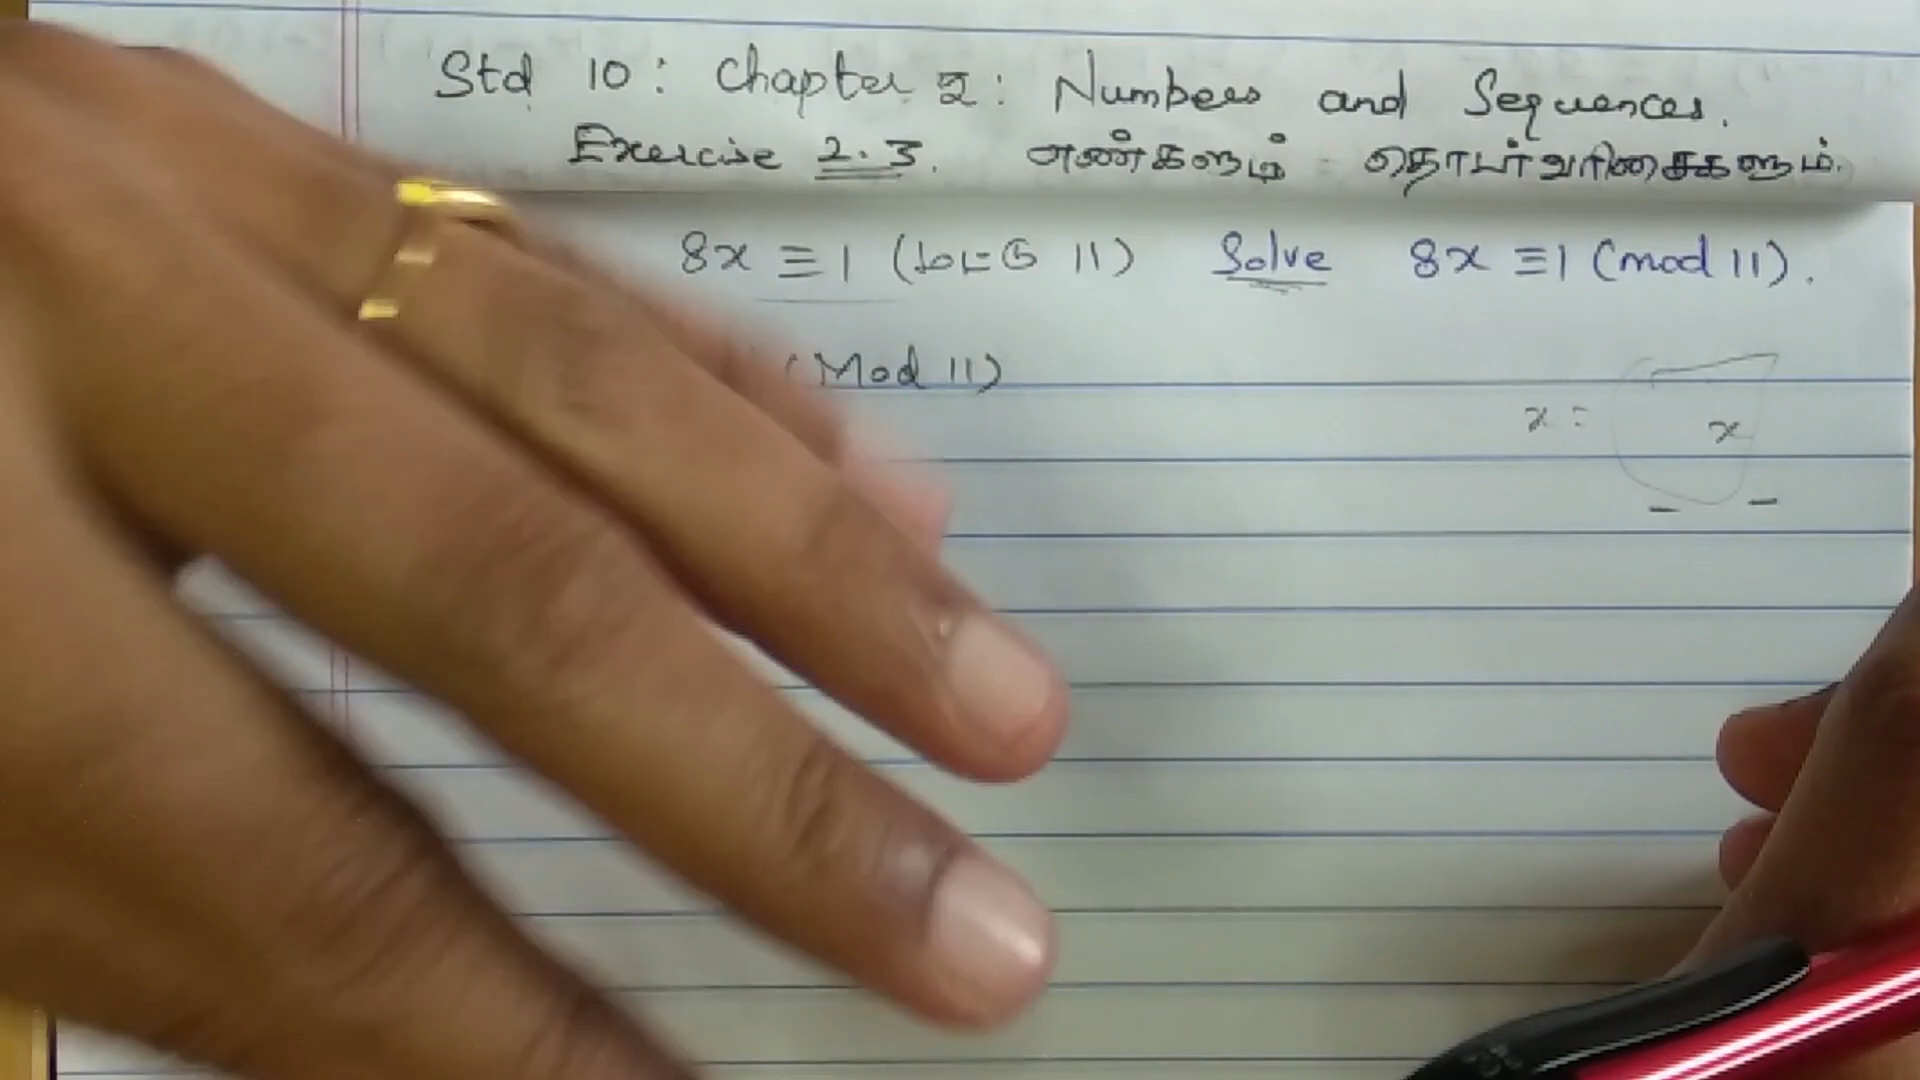 Std 10: Chapter 2: Numbers and Sequences.
Exercise 2.3. எண்களும் தொடர்வரிசைகளும்.
8x ≡ 1 (மட்டு 11) Solve 8x ≡ 1 (mod 11).
(Mod 11)
x = x